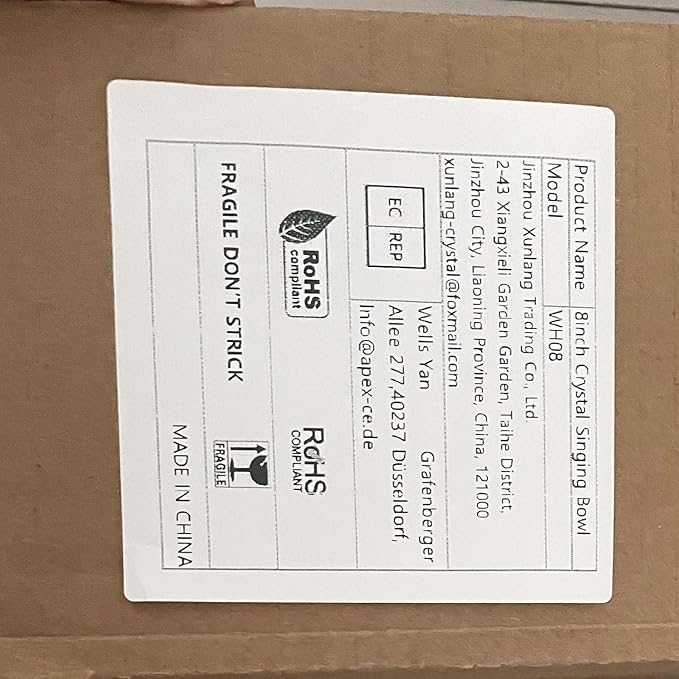 Product Name 8inch Crystal Singing Bowl
Model WH08
Jinzhou Xunlang Trading Co., Ltd.
2-43 Xiangxieli Garden Garden, Taihe District,
Jinzhou City, Liaoning Province, China, 121000
xunlang-crystal@foxmail.com
EC REP
Wells Yan Grafenberger
Allee 277,40237 Düsseldorf,
Info@apex-ce.de
RoHS
compliant
RoHS
COMPLIANT
FRAGILE DON'T STRICK
FRAGILE
MADE IN CHINA